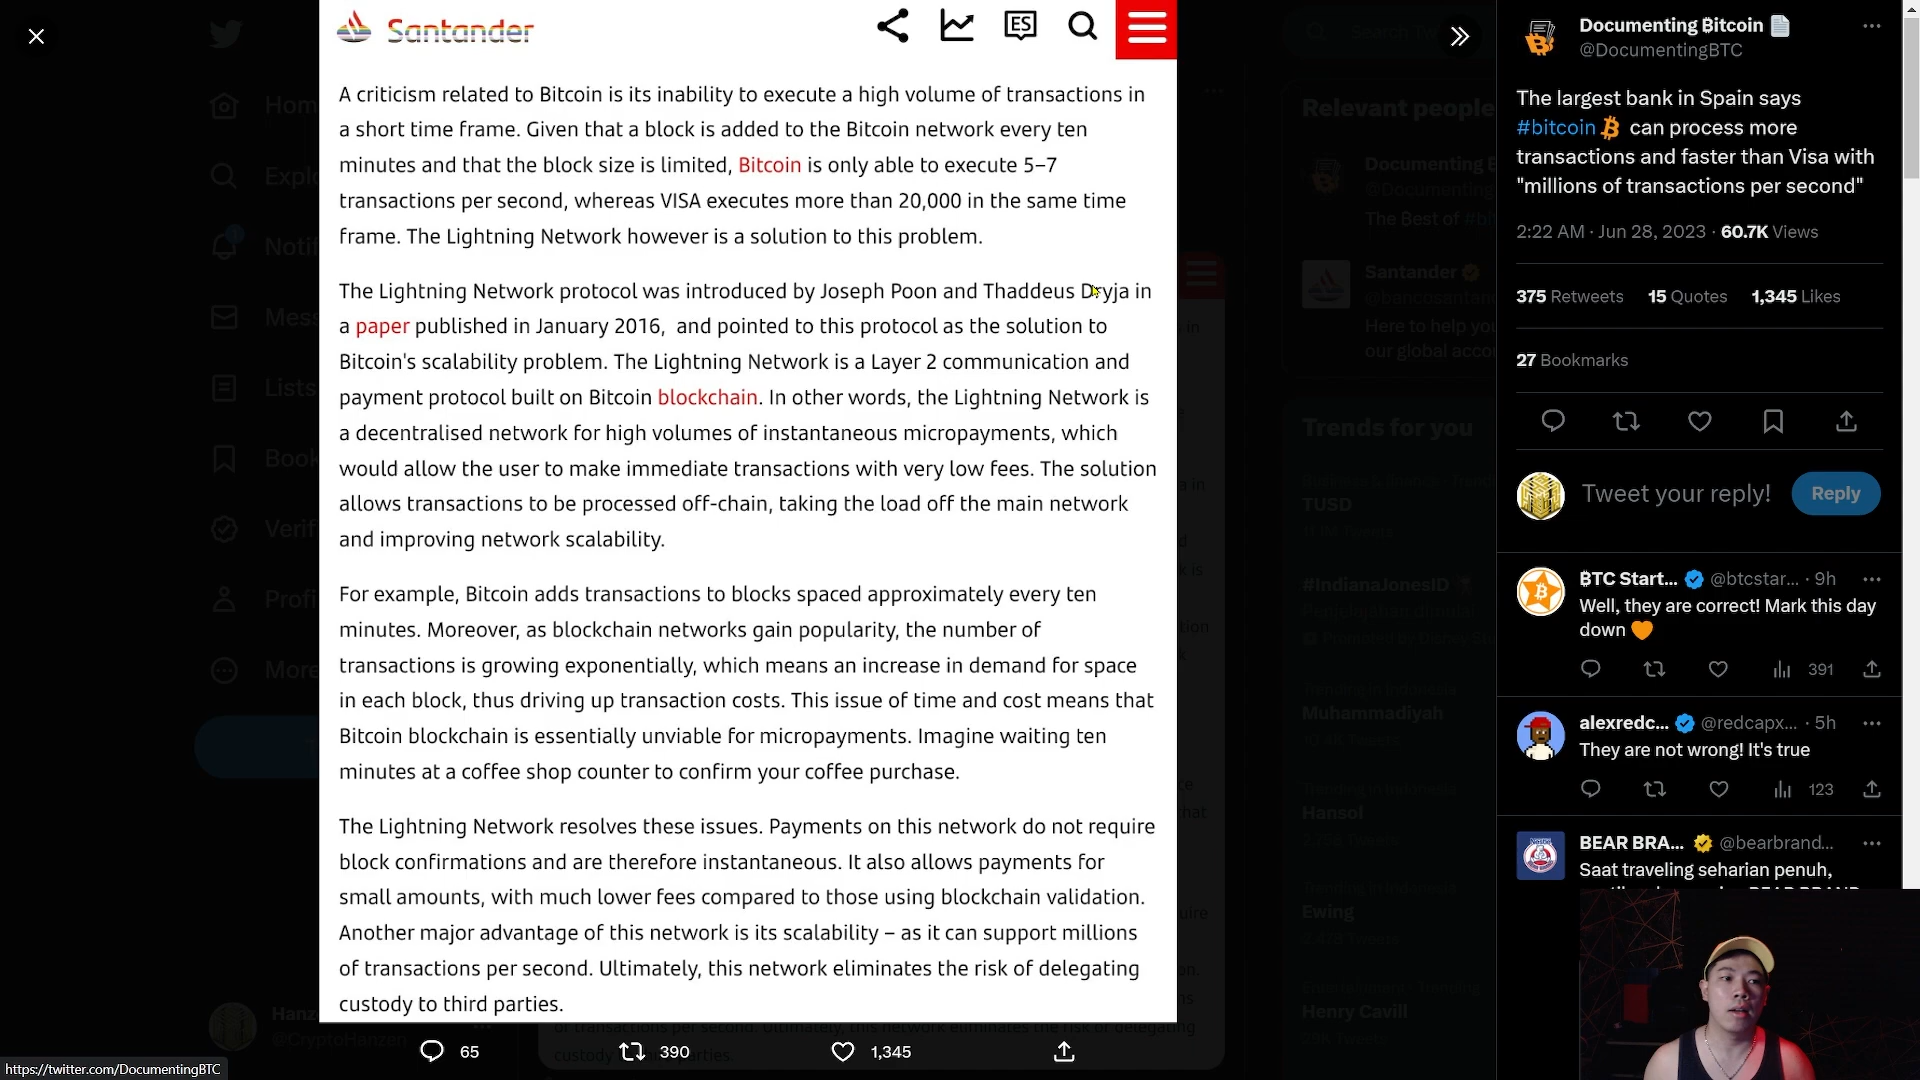 Santander
ES
A criticism related to Bitcoin is its inability to execute a high volume of transactions in
a short time frame. Given that a block is added to the Bitcoin network every ten
minutes and that the block size is limited, Bitcoin is only able to execute 5–7
transactions per second, whereas VISA executes more than 20,000 in the same time
frame. The Lightning Network however is a solution to this problem.
The Lightning Network protocol was introduced by Joseph Poon and Thaddeus Dryja in
a paper published in January 2016,  and pointed to this protocol as the solution to
Bitcoin's scalability problem. The Lightning Network is a Layer 2 communication and
payment protocol built on Bitcoin blockchain. In other words, the Lightning Network is
a decentralised network for high volumes of instantaneous micropayments, which
would allow the user to make immediate transactions with very low fees. The solution
allows transactions to be processed off-chain, taking the load off the main network
and improving network scalability.
For example, Bitcoin adds transactions to blocks spaced approximately every ten
minutes. Moreover, as blockchain networks gain popularity, the number of
transactions is growing exponentially, which means an increase in demand for space
in each block, thus driving up transaction costs. This issue of time and cost means that
Bitcoin blockchain is essentially unviable for micropayments. Imagine waiting ten
minutes at a coffee shop counter to confirm your coffee purchase.
The Lightning Network resolves these issues. Payments on this network do not require
block confirmations and are therefore instantaneous. It also allows payments for
small amounts, with much lower fees compared to those using blockchain validation.
Another major advantage of this network is its scalability – as it can support millions
of transactions per second. Ultimately, this network eliminates the risk of delegating
custody to third parties.
65
390
1,345
https://twitter.com/DocumentingBTC
Relevant people
Santander
Here to help
our global
Trends for you
TUSD
#IndianaJonesID
Muhammadiyah
Hansol
Ewing
Henry Cavill
Lists
Documenting ₿itcoin
@DocumentingBTC
The largest bank in Spain says
#bitcoin can process more
transactions and faster than Visa with
"millions of transactions per second"
2:22 AM · Jun 28, 2023 · 60.7K Views
375 Retweets 15 Quotes 1,345 Likes
27 Bookmarks
Tweet your reply!
Reply
₿TC Start... @btcstar... · 9h
Well, they are correct! Mark this day
down
391
alexredc... @redcapx... · 5h
They are not wrong! It's true
123
BEAR BRA... @bearbrand...
Saat traveling seharian penuh,